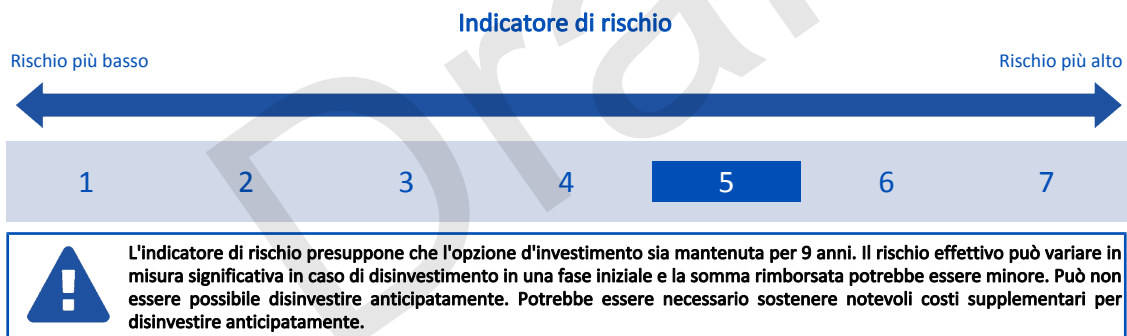 Indicatore di rischio
Rischio più basso
Rischio più alto
1 2 3 4 5 6 7
L'indicatore di rischio presuppone che l'opzione d'investimento sia mantenuta per 9 anni. Il rischio effettivo può variare in
misura significativa in caso di disinvestimento in una fase iniziale e la somma rimborsata potrebbe essere minore. Può non
essere possibile disinvestire anticipatamente. Potrebbe essere necessario sostenere notevoli costi supplementari per
disinvestire anticipatamente.